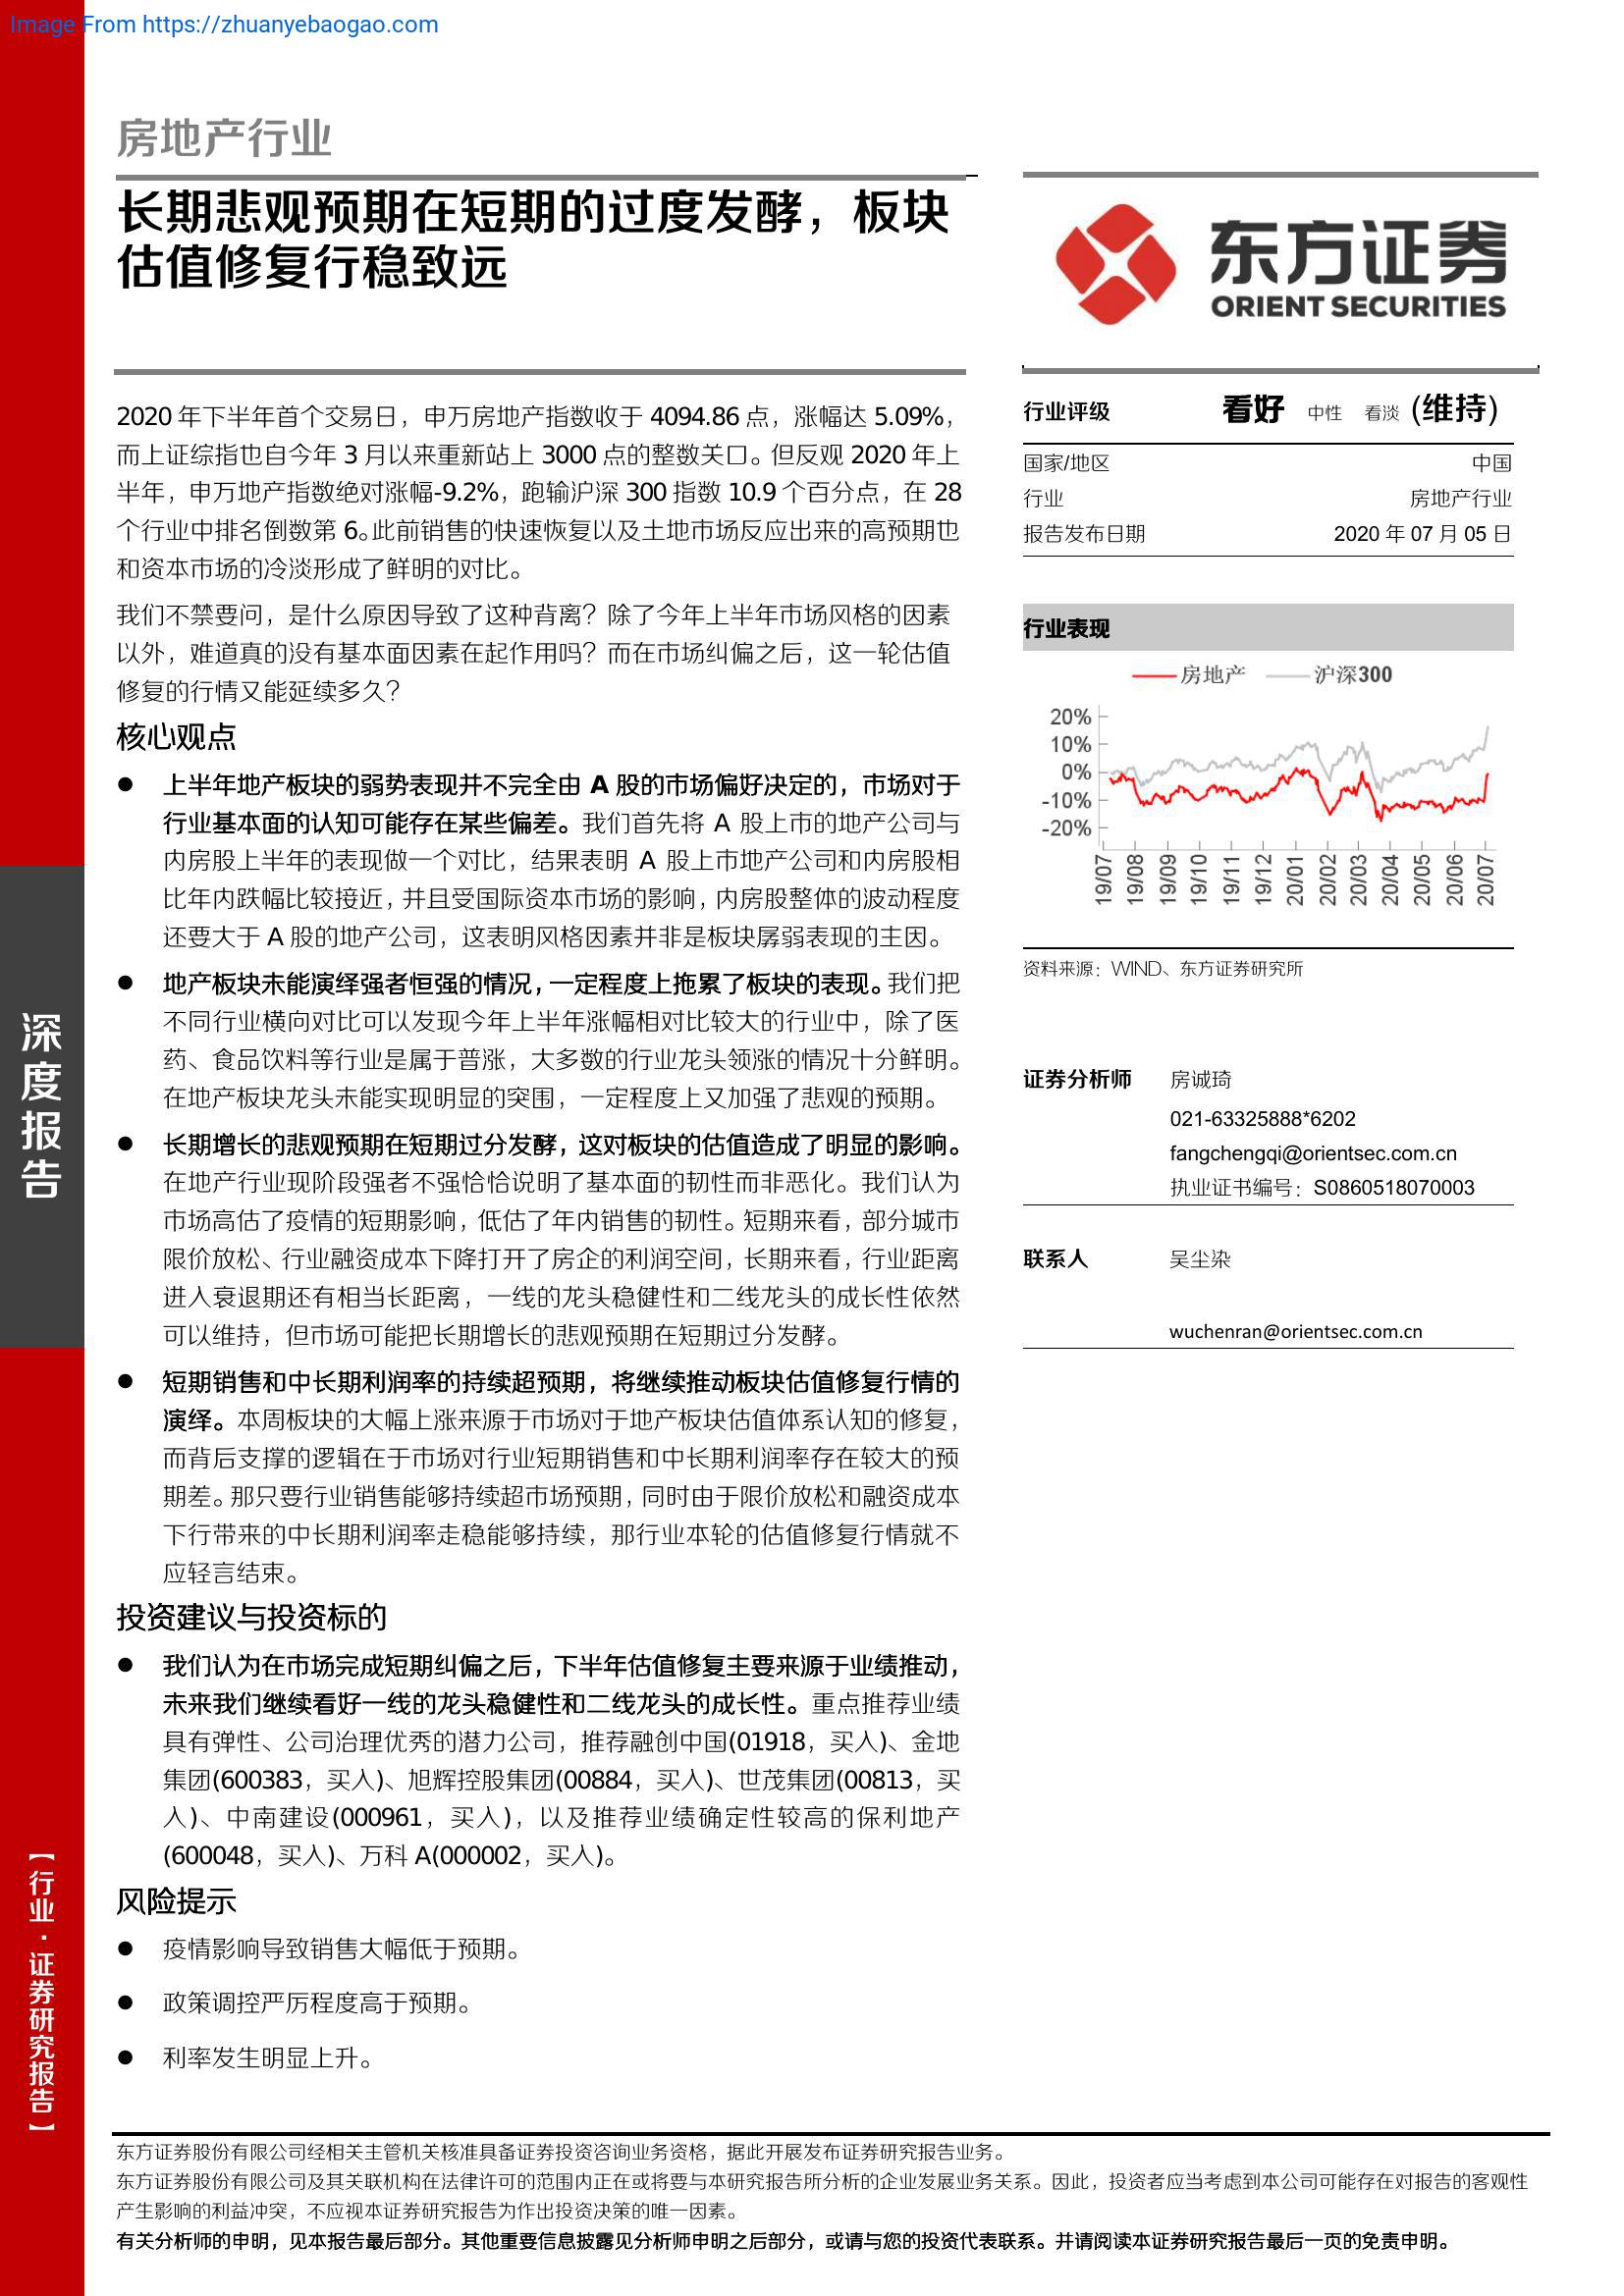 Image From https://zhuanyebaogao.com
房地产行业
长期悲观预期在短期的过度发酵，板块
估值修复行稳致远
东方证券
ORIENT SECURITIES
2020 年下半年首个交易日，申万房地产指数收于 4094.86 点，涨幅达 5.09%，
而上证综指也自今年 3 月以来重新站上 3000 点的整数关口。但反观 2020 年上
半年，申万地产指数绝对涨幅-9.2%，跑输沪深 300 指数 10.9 个百分点，在 28
个行业中排名倒数第 6。此前销售的快速恢复以及土地市场反应出来的高预期也
和资本市场的冷淡形成了鲜明的对比。
我们不禁要问，是什么原因导致了这种背离？除了今年上半年市场风格的因素
以外，难道真的没有基本面因素在起作用吗？而在市场纠偏之后，这一轮估值
修复的行情又能延续多久？
核心观点
● 上半年地产板块的弱势表现并不完全由 A 股的市场偏好决定的，市场对于
行业基本面的认知可能存在某些偏差。我们首先将 A 股上市的地产公司与
内房股上半年的表现做一个对比，结果表明 A 股上市地产公司和内房股相
比年内跌幅比较接近，并且受国际资本市场的影响，内房股整体的波动程度
还要大于 A 股的地产公司，这表明风格因素并非是板块孱弱表现的主因。
● 地产板块未能演绎强者恒强的情况，一定程度上拖累了板块的表现。我们把
不同行业横向对比可以发现今年上半年涨幅相对比较大的行业中，除了医
药、食品饮料等行业是属于普涨，大多数的行业龙头领涨的情况十分鲜明。
在地产板块龙头未能实现明显的突围，一定程度上又加强了悲观的预期。
● 长期增长的悲观预期在短期过分发酵，这对板块的估值造成了明显的影响。
在地产行业现阶段强者不强恰恰说明了基本面的韧性而非恶化。我们认为
市场高估了疫情的短期影响，低估了年内销售的韧性。短期来看，部分城市
限价放松、行业融资成本下降打开了房企的利润空间，长期来看，行业距离
进入衰退期还有相当长距离，一线的龙头稳健性和二线龙头的成长性依然
可以维持，但市场可能把长期增长的悲观预期在短期过分发酵。
● 短期销售和中长期利润率的持续超预期，将继续推动板块估值修复行情的
演绎。本周板块的大幅上涨来源于市场对于地产板块估值体系认知的修复，
而背后支撑的逻辑在于市场对行业短期销售和中长期利润率存在较大的预
期差。那只要行业销售能够持续超市场预期，同时由于限价放松和融资成本
下行带来的中长期利润率走稳能够持续，那行业本轮的估值修复行情就不
应轻言结束。
投资建议与投资标的
● 我们认为在市场完成短期纠偏之后，下半年估值修复主要来源于业绩推动，
未来我们继续看好一线的龙头稳健性和二线龙头的成长性。重点推荐业绩
具有弹性、公司治理优秀的潜力公司，推荐融创中国(01918，买入)、金地
集团(600383，买入)、旭辉控股集团(00884，买入)、世茂集团(00813，买
入)、中南建设(000961，买入)，以及推荐业绩确定性较高的保利地产
(600048，买入)、万科 A(000002，买入)。
风险提示
● 疫情影响导致销售大幅低于预期。
● 政策调控严厉程度高于预期。
● 利率发生明显上升。
行业评级 看好 中性 看淡 (维持)
国家/地区 中国
行业 房地产行业
报告发布日期 2020 年 07 月 05 日
行业表现
房地产 沪深300
20%
10%
0%
-10%
-20%
19/07 19/08 19/09 19/10 19/11 19/12 20/01 20/02 20/03 20/04 20/05 20/06 20/07
资料来源：WIND、东方证券研究所
证券分析师 房诚琦
021-63325888*6202
fangchengqi@orientsec.com.cn
执业证书编号：S0860518070003
联系人 吴尘染
wuchenran@orientsec.com.cn
深度报告
【行业·证券研究报告】
东方证券股份有限公司经相关主管机关核准具备证券投资咨询业务资格，据此开展发布证券研究报告业务。
东方证券股份有限公司及其关联机构在法律许可的范围内正在或将要与本研究报告所分析的企业发展业务关系。因此，投资者应当考虑到本公司可能存在对报告的客观性
产生影响的利益冲突，不应视本证券研究报告为作出投资决策的唯一因素。
有关分析师的申明，见本报告最后部分。其他重要信息披露见分析师申明之后部分，或请与您的投资代表联系。并请阅读本证券研究报告最后一页的免责申明。